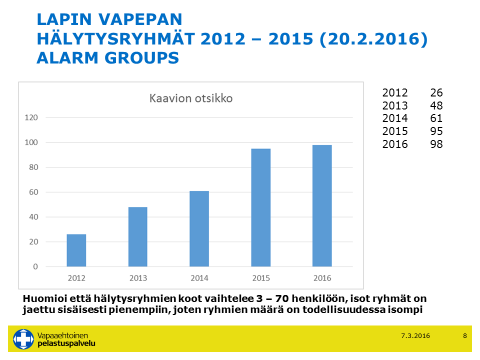 LAPIN VAPEPAN
HÄLYTYSRYHMÄT 2012 – 2015 (20.2.2016)
ALARM GROUPS
Kaavion otsikko
120
100
80
60
40
20
0
2012 2013 2014 2015 2016
2012 26
2013 48
2014 61
2015 95
2016 98
Huomioi että hälytysryhmien koot vaihtelee 3 – 70 henkilöön, isot ryhmät on
jaettu sisäisesti pienempiin, joten ryhmien määrä on todellisuudessa isompi
Vapaaehtoinen
pelastuspalvelu
7.3.2016 8